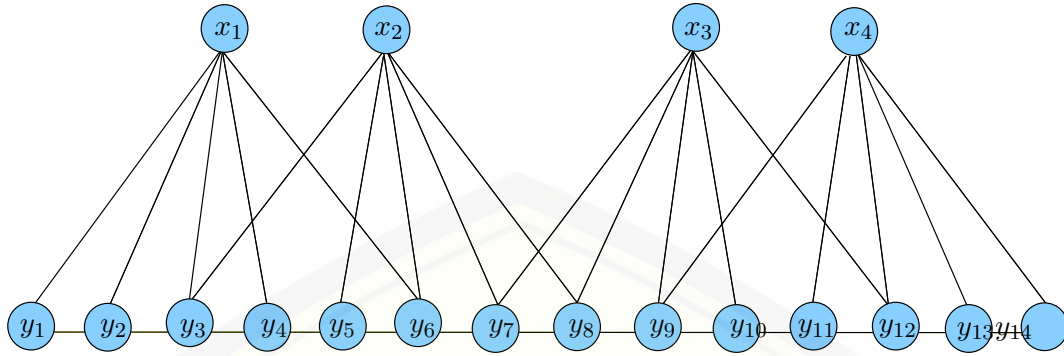 x₁ x₂ x₃ x₄
y₁ y₂ y₃ y₄ y₅ y₆ y₇ y₈ y₉ y₁₀ y₁₁ y₁₂ y₁₃ y₁₄